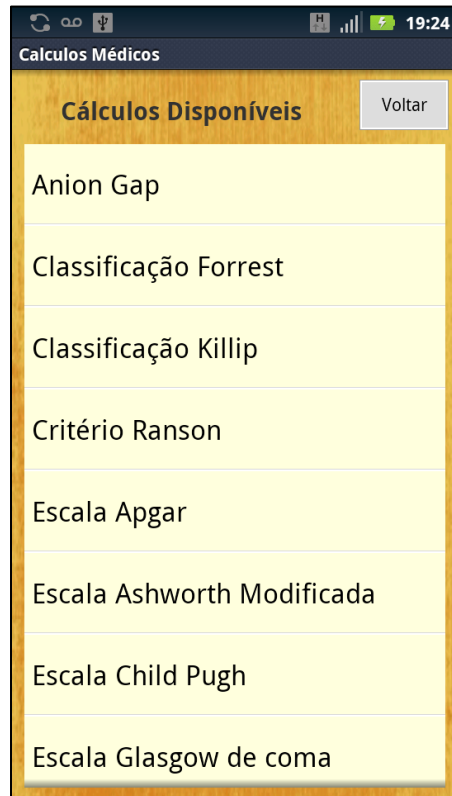 H 19:24
Calculos Médicos
Cálculos Disponíveis Voltar
Anion Gap
Classificação Forrest
Classificação Killip
Critério Ranson
Escala Apgar
Escala Ashworth Modificada
Escala Child Pugh
Escala Glasgow de coma